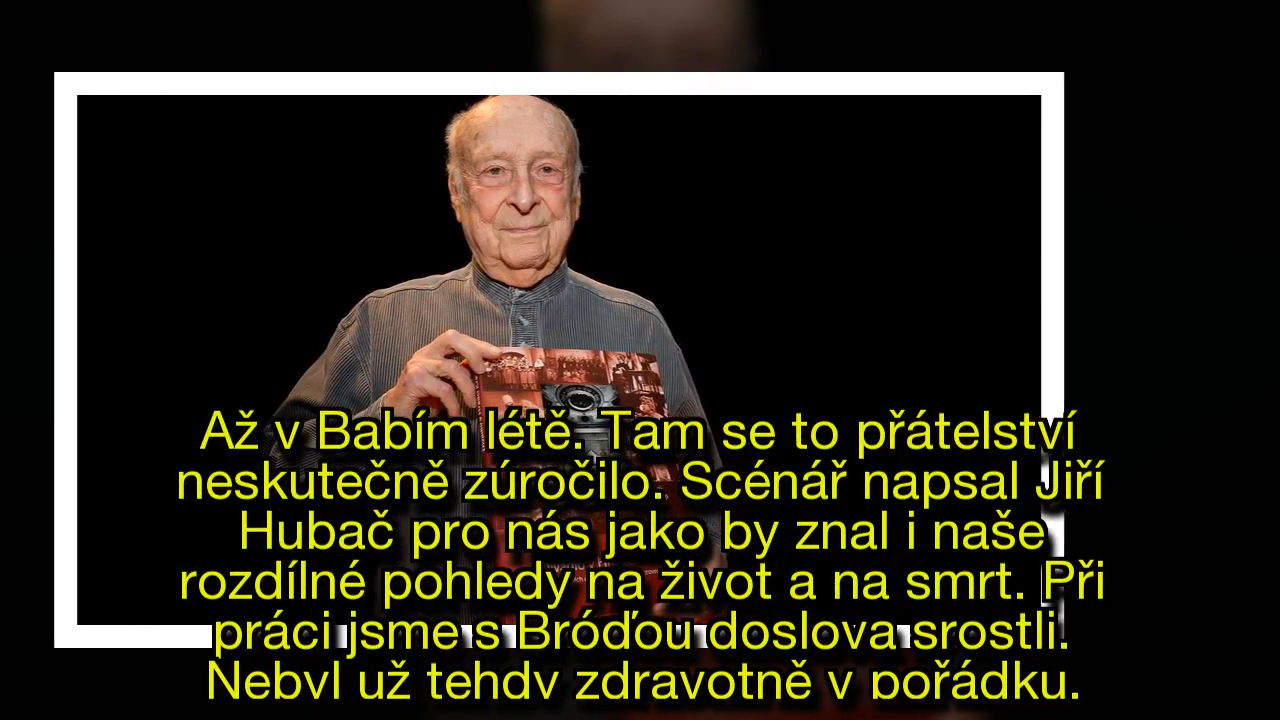 Až v Babím létě. Tam se to přátelství
neskutečně zúročilo. Scénář napsal Jiří
Hubač pro nás jako by znal i naše
rozdílné pohledy na život a na smrt. Při
práci jsme s Bróďou doslova srostli.
Nebyl už tehdy zdravotně v pořádku.